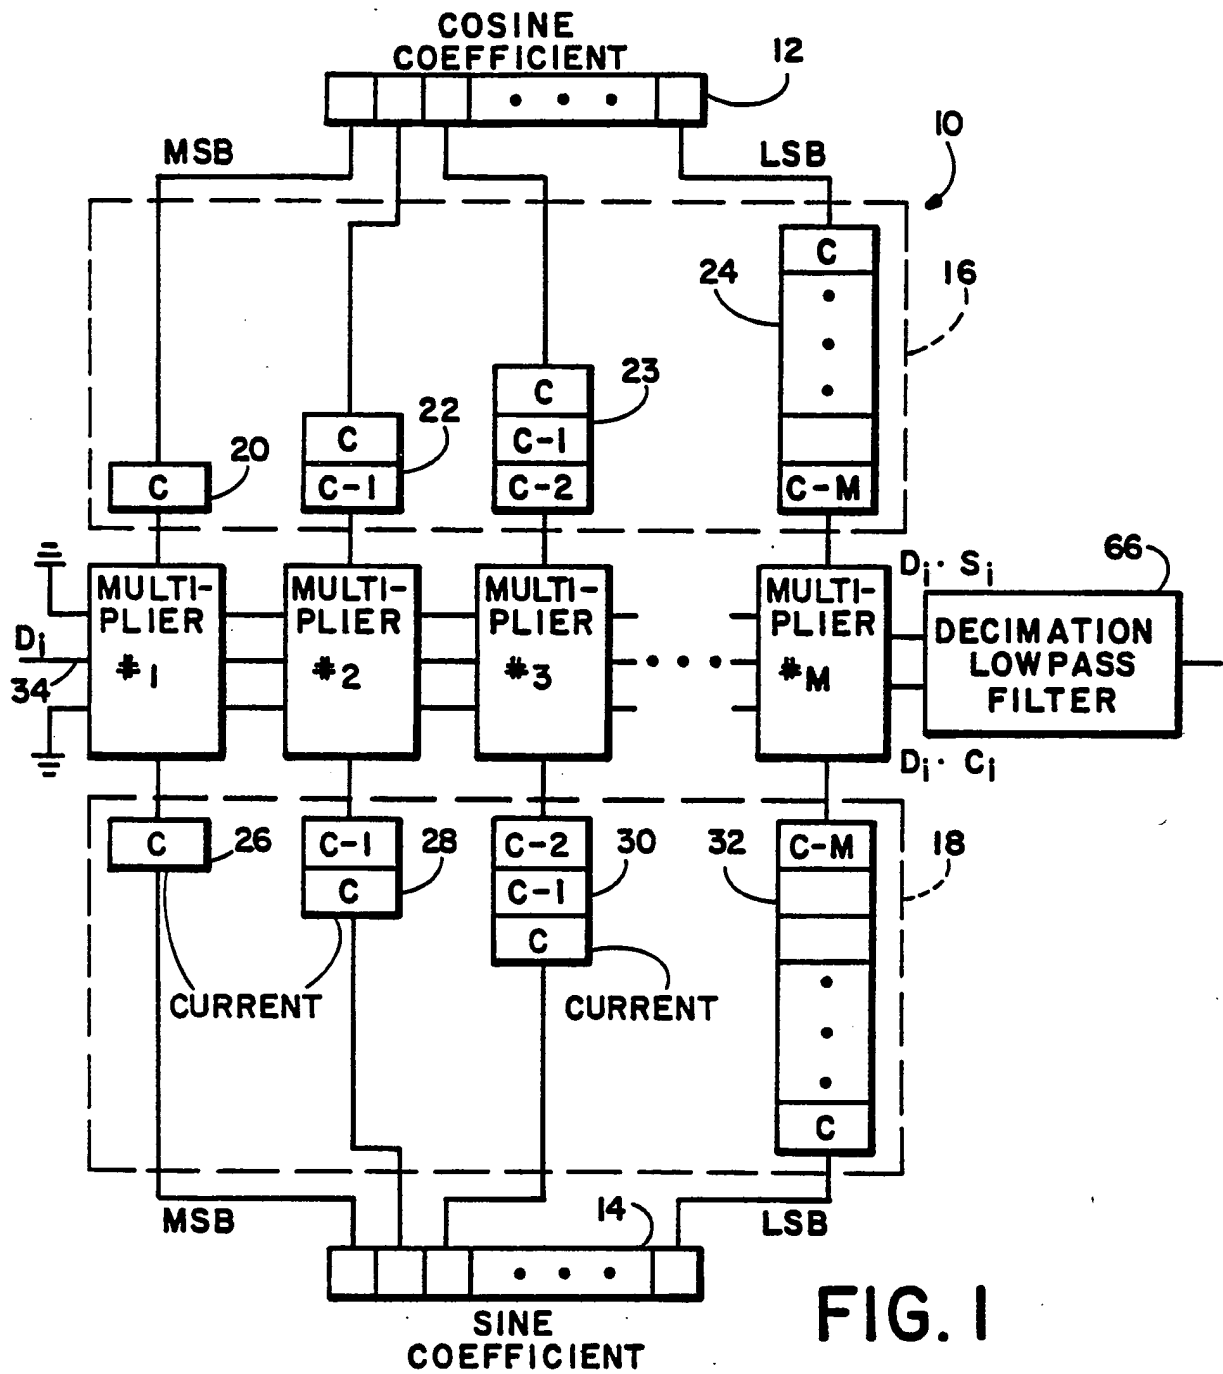 COSINE
COEFFICIENT
12
MSB
LSB
10
C
24
16
C
23
C
22
C-1
20
C
C-1
C-2
C-M
C
MULTI-
PLIER
#1
MULTI-
PLIER
#2
MULTI-
PLIER
#3
MULTI-
PLIER
#M
Di · Si
66
Di
34
DECIMATION
LOWPASS
FILTER
Di · Ci
C
26
C-1
28
C
C-2
30
C-1
C
32
C-M
18
CURRENT
CURRENT
C
MSB
14
LSB
SINE
COEFFICIENT
FIG. 1